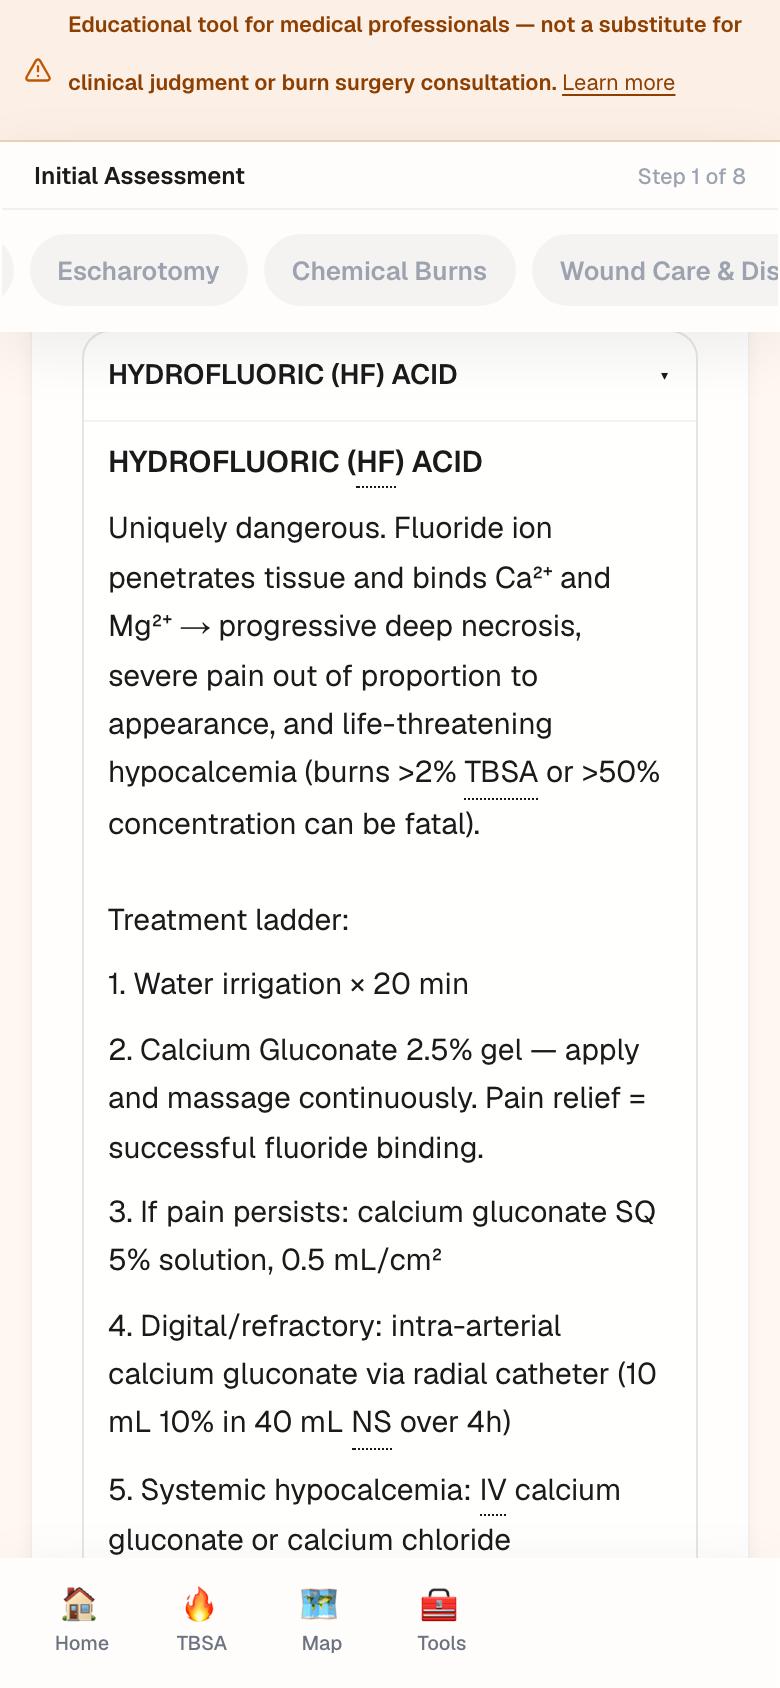 Educational tool for medical professionals — not a substitute for
clinical judgment or burn surgery consultation. Learn more
Initial Assessment
Step 1 of 8
Escharotomy
Chemical Burns
Wound Care & Dis
HYDROFLUORIC (HF) ACID
▾
HYDROFLUORIC (HF) ACID
Uniquely dangerous. Fluoride ion
penetrates tissue and binds Ca²⁺ and
Mg²⁺ → progressive deep necrosis,
severe pain out of proportion to
appearance, and life-threatening
hypocalcemia (burns >2% TBSA or >50%
concentration can be fatal).
Treatment ladder:
1. Water irrigation × 20 min
2. Calcium Gluconate 2.5% gel — apply
and massage continuously. Pain relief =
successful fluoride binding.
3. If pain persists: calcium gluconate SQ
5% solution, 0.5 mL/cm²
4. Digital/refractory: intra-arterial
calcium gluconate via radial catheter (10
mL 10% in 40 mL NS over 4h)
5. Systemic hypocalcemia: IV calcium
gluconate or calcium chloride
Home
TBSA
Map
Tools